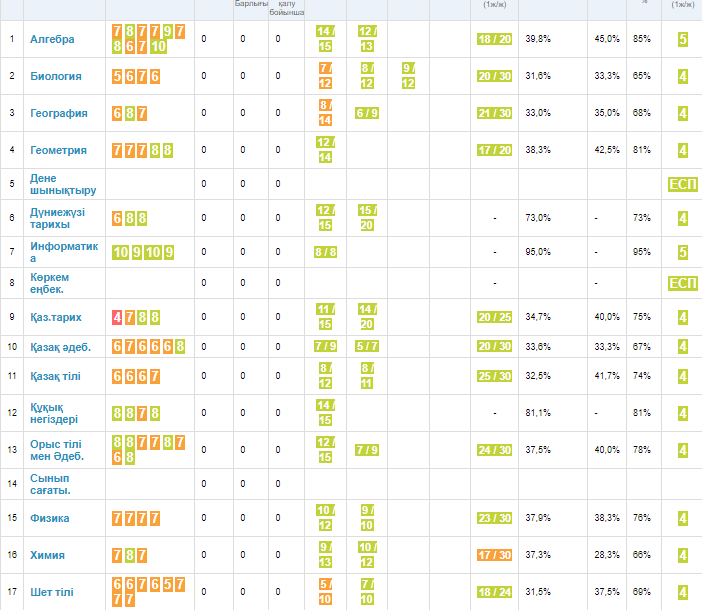 Барлығы қалу бойынша (1ж/ж) % (1ж/ж)
1 Алгебра 7 8 7 7 9 7 8 6 7 10 0 0 0 14 / 15 12 / 13 18 / 20 39,8% 45,0% 85% 5
2 Биология 5 6 7 6 0 0 0 7 / 12 8 / 12 9 / 12 20 / 30 31,6% 33,3% 65% 4
3 География 6 8 7 0 0 0 8 / 14 6 / 9 21 / 30 33,0% 35,0% 68% 4
4 Геометрия 7 7 7 8 8 0 0 0 12 / 14 17 / 20 38,3% 42,5% 81% 4
5 Дене шынықтыру 0 0 0 ЕСП
6 Дүниежүзі тарихы 6 8 8 0 0 0 12 / 15 15 / 20 - 73,0% - 73% 4
7 Информатика 10 9 10 9 0 0 0 8 / 8 - 95,0% - 95% 5
8 Көркем еңбек. 0 0 0 - - ЕСП
9 Қаз.тарих 4 7 8 8 0 0 0 11 / 15 14 / 20 20 / 25 34,7% 40,0% 75% 4
10 Қазақ әдеб. 6 7 6 6 6 8 0 0 0 7 / 9 5 / 7 20 / 30 33,6% 33,3% 67% 4
11 Қазақ тілі 6 6 6 7 0 0 0 8 / 12 8 / 11 25 / 30 32,5% 41,7% 74% 4
12 Құқық негіздері 8 8 7 8 0 0 0 14 / 15 - 81,1% - 81% 4
13 Орыс тілі мен Әдеб. 8 8 7 7 8 7 6 8 0 0 0 12 / 15 7 / 9 24 / 30 37,5% 40,0% 78% 4
14 Сынып сағаты. 0 0 0
15 Физика 7 7 7 7 0 0 0 10 / 12 9 / 10 23 / 30 37,9% 38,3% 76% 4
16 Химия 7 8 7 0 0 0 9 / 13 10 / 12 17 / 30 37,3% 28,3% 66% 4
17 Шет тілі 6 6 7 6 5 7 7 7 0 0 0 5 / 10 7 / 10 18 / 24 31,5% 37,5% 69% 4